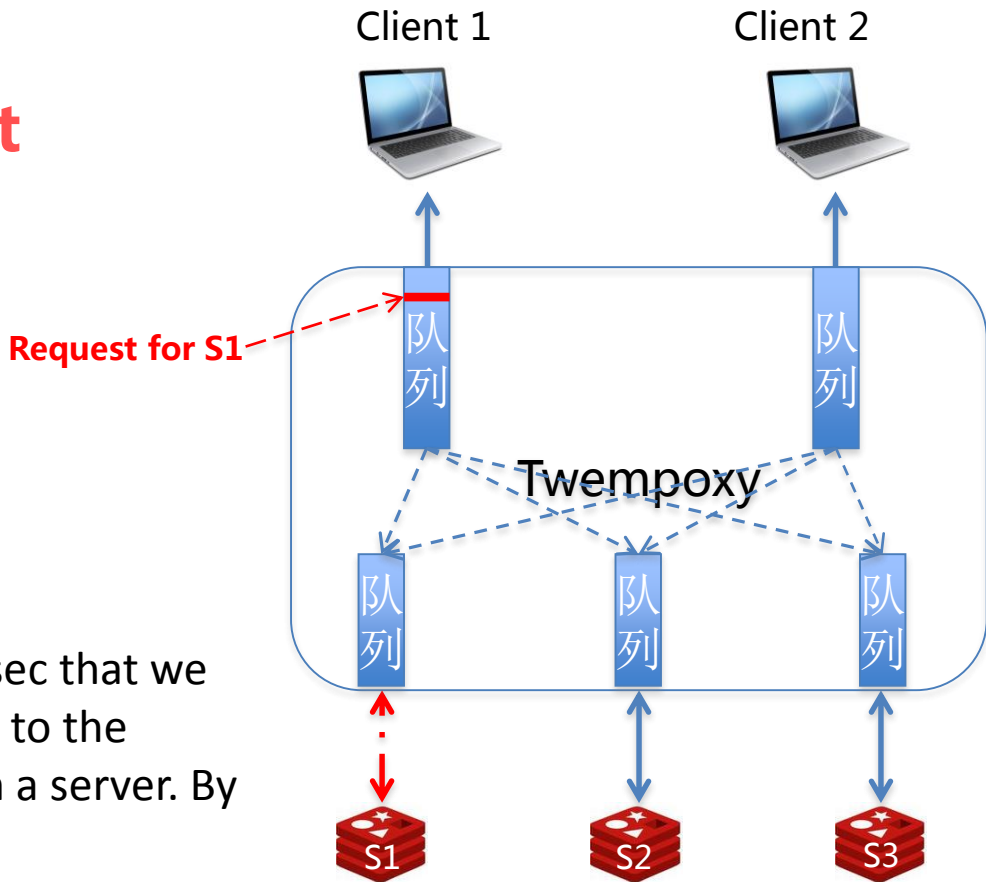 Client 1
Client 2
t
Request for S1
队
列
队
列
Twempoxy
队
列
队
列
队
列
sec that we
to the
a server. By
S1
S2
S3